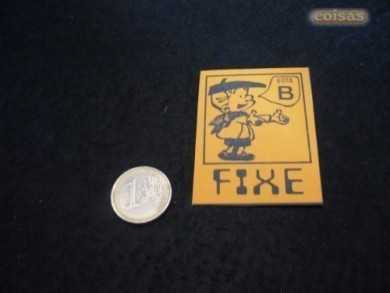 coisas
VOTA
B
FIXE
1